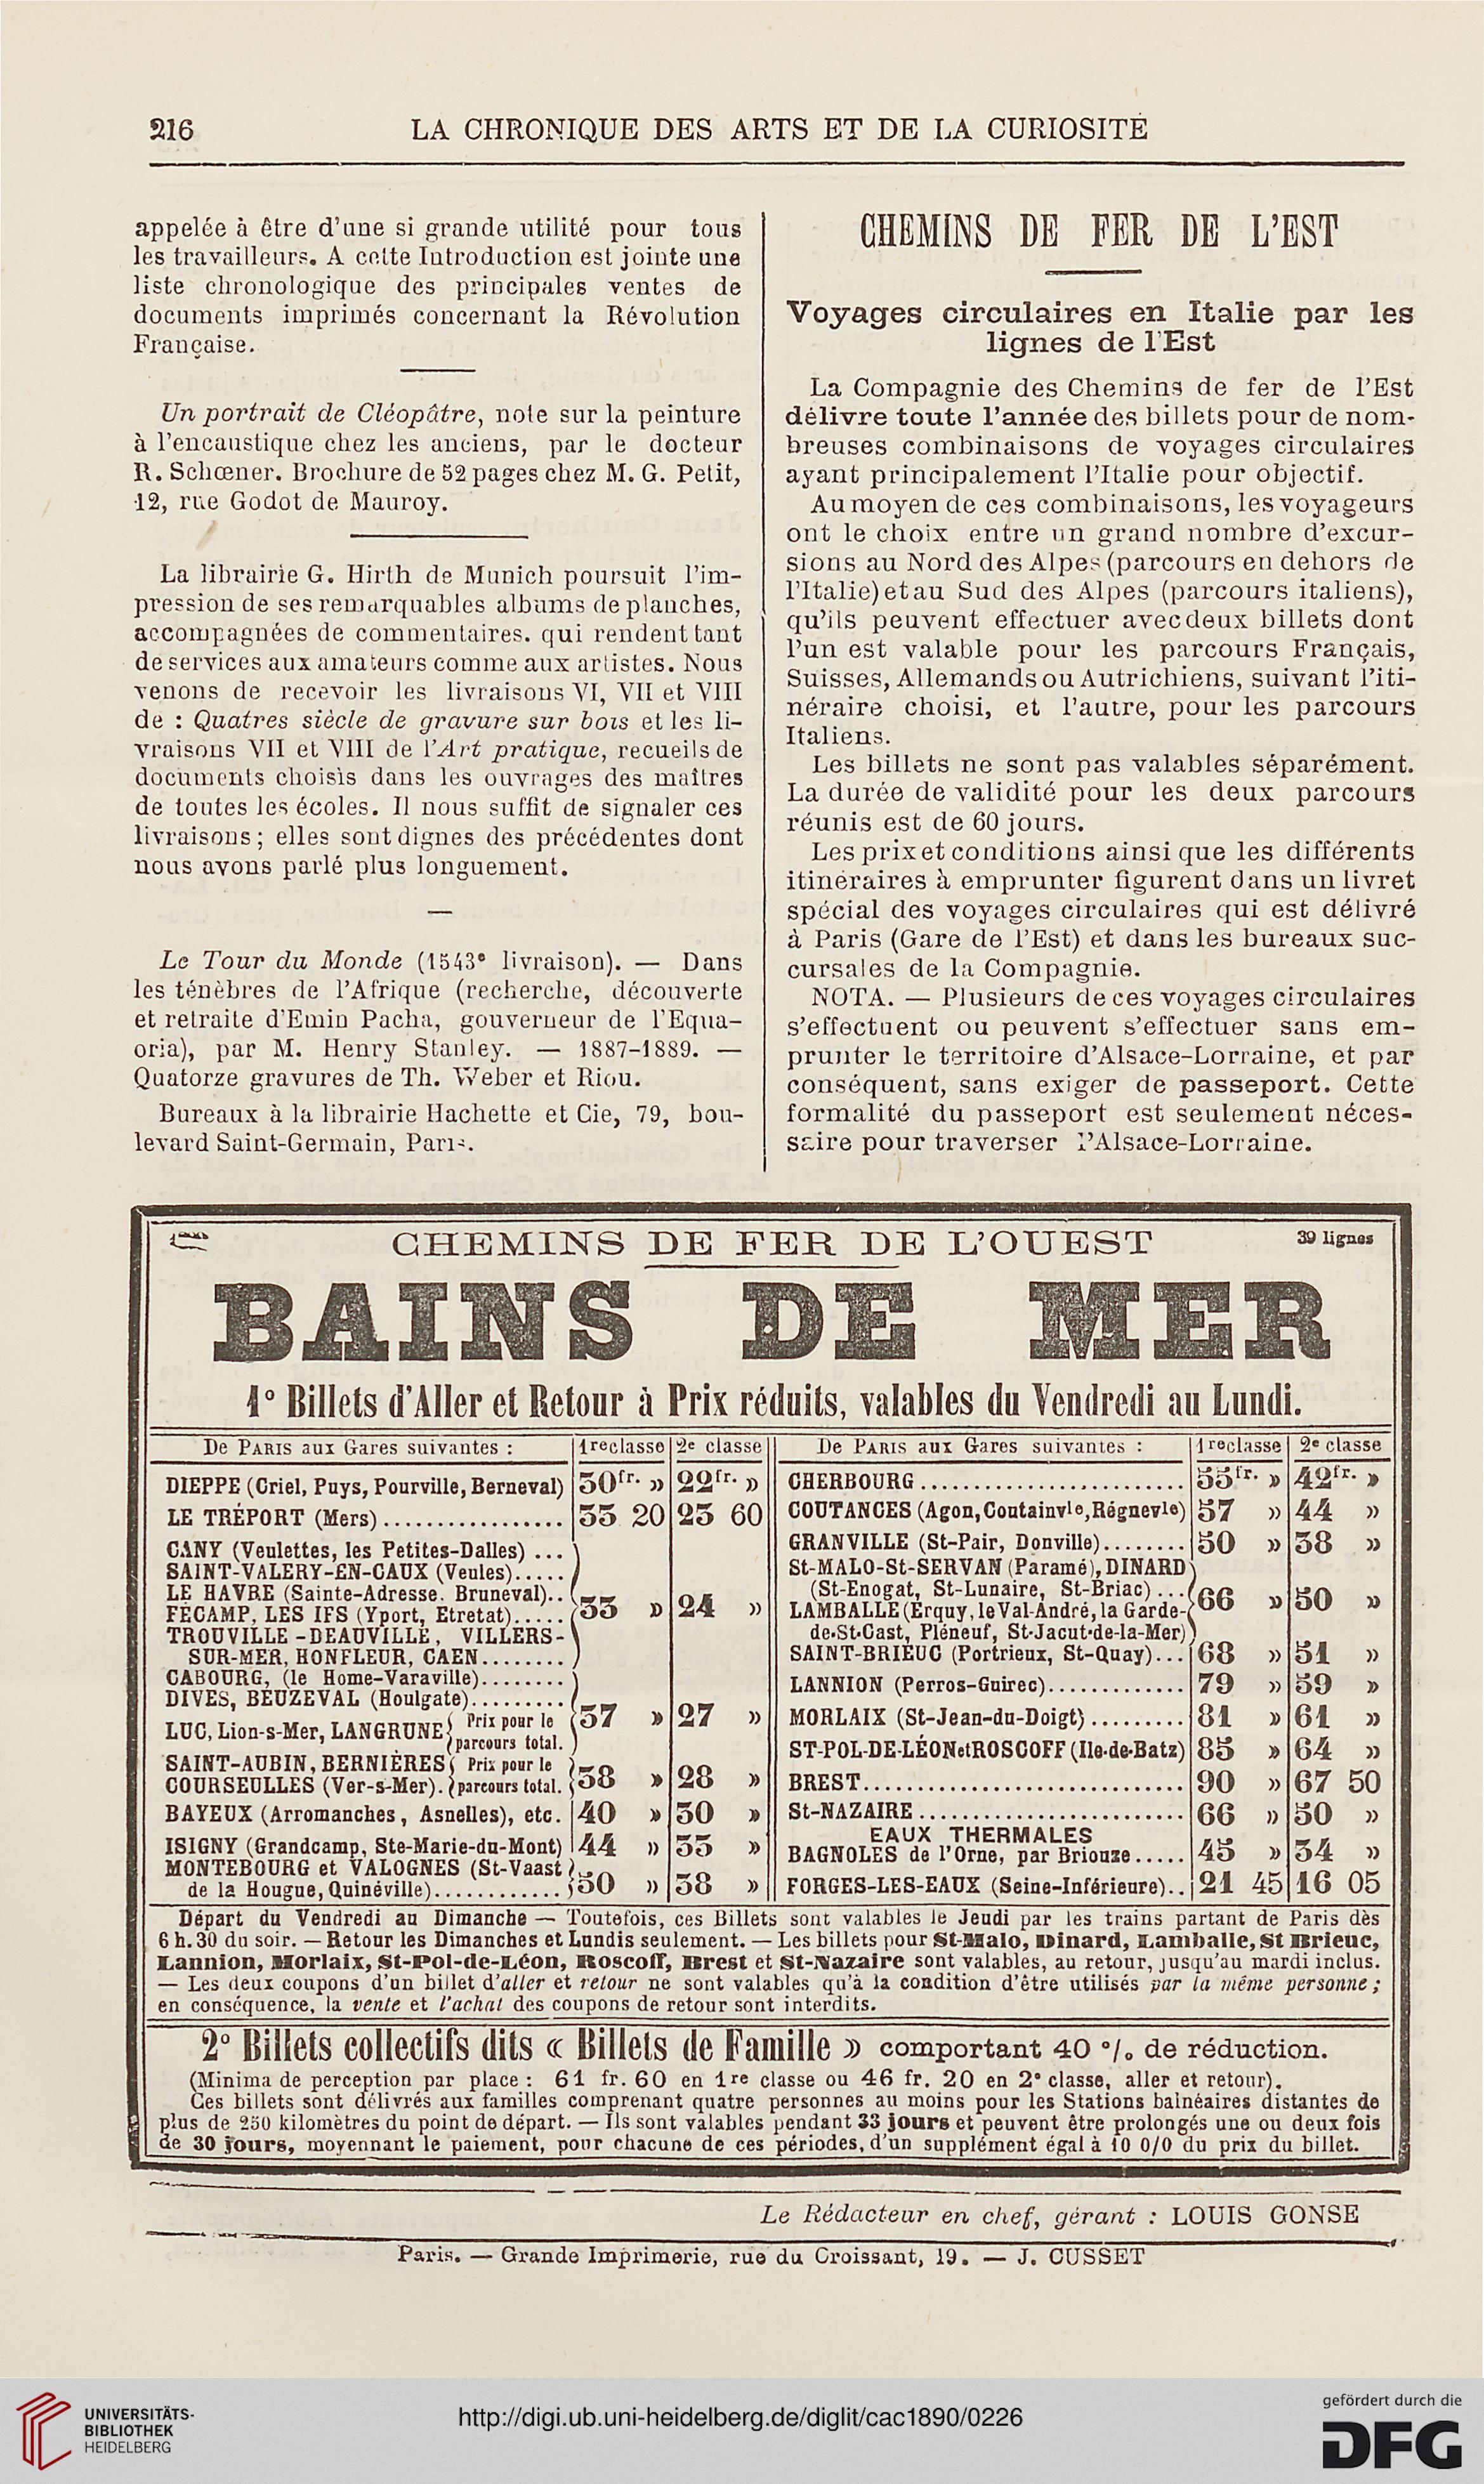 216 LA CHRONIQUE DES ARTS ET DE LA CURIOSITÉ
appelée à être d'une si grande utilité pour tous
les travailleurs. A cette Introduction est jointe une
liste chronologique des principales ventes de
documents imprimés concernant la Révolution
Française.
Un portrait de Cléopâtre, note sur la peinture
à l'encaustique chez les anciens, par le docteur
R. Schœner. Brochure de 52 pages chez M. G. Petit,
12, rue Godot de Mauroy.
La librairie G. Hirth de Munich poursuit l'im-
pression de ses remarquables albums de planches,
accompagnées de commentaires. qui rendent tant
de services aux amateurs comme aux artistes. Nous
venons de recevoir les livraisons VI, VII et VIII
de : Quatres siècle de gravure sur bois et les li-
vraisons VII et VIII de l'Art pratique, recueils de
documents choisis dans les ouvrages des maîtres
de toutes les écoles. Il nous suffit de signaler ces
livraisons ; elles sont dignes des précédentes dont
nous avons parlé plus longuement.
Le Tour du Monde (1543e livraison). — Dans
les ténèbres de l'Afrique (recherche, découverte
et retraite d'Emin Pacha, gouverneur de l'Equa-
oria), par M. Henry Stanley. — 1887-1889. —
Quatorze gravures de Th. Weber et Riou.
Bureaux à la librairie Hachette et Cie, 79, bou-
levard Saint-Germain, Paris.
CHEMINS DE FER DE L'EST
Voyages circulaires en Italie par les
lignes de l'Est
La Compagnie des Chemins de fer de l'Est
délivre toute l'année des billets pour de nom-
breuses combinaisons de voyages circulaires
ayant principalement l'Italie pour objectif.
Au moyen de ces combinaisons, les voyageurs
ont le choix entre un grand nombre d'excur-
sions au Nord des Alpes (parcours en dehors de
l'Italie) et au Sud des Alpes (parcours italiens),
qu'ils peuvent effectuer avec deux billets dont
l'un est valable pour les parcours Français,
Suisses, Allemands ou Autrichiens, suivant l'iti-
néraire choisi, et l'autre, pour les parcours
Italiens.
Les billets ne sont pas valables séparément.
La durée de validité pour les deux parcours
réunis est de 60 jours.
Les prix et conditions ainsi que les différents
itinéraires à emprunter figurent dans un livret
spécial des voyages circulaires qui est délivré
à Paris (Gare de l'Est) et dans les bureaux suc-
cursales de la Compagnie.
NOTA. — Plusieurs de ces voyages circulaires
s'effectuent ou peuvent s'effectuer sans em-
prunter le territoire d'Alsace-Lorraine, et par
conséquent, sans exiger de passeport. Cette
formalité du passeport est seulement néces-
saire pour traverser l'Alsace-Lorraine.
CHEMINS DE FER DE L'OUEST 39 lignes
BAINS DE MER
1° Billets d'Aller et Retour à Prix réduits, valables du Vendredi au Lundi.
De PARIS aux Gares suivantes : 1re classe 2e classe
DIEPPE (Criel, Puys, Pourville, Berneval) 30fr. » 22fr. »
LE TRÉPORT (Mers) 33 20 25 60
CANY (Veulettes, les Petites-Dalles) ...
SAINT-VALERY-EN-CAUX (Veules).....
LE HAVRE (Sainte-Adresse. Bruneval)..
FÉCAMP, LES IFS (Yport, Etretat)..... 33 » 24 »
TROUVILLE - DEAUVILLE, VILLERS-
SUR-MER, HONFLEUR, CAEN........
CABOURG, (le Home-Varaville)........
DIVES, BEUZEVAL (Houlgate).........
LUC, Lion-s-Mer, LANGRUNE Prix pour le parcours total. 37 » 27 »
SAINT-AUBIN, BERNIÈRES Prix pour le
COURSEULLES (Ver-s-Mer). parcours total. 38 » 28 »
BAYEUX (Arromanches, Asnelles), etc. 40 » 30 »
ISIGNY (Grandcamp, Ste-Marie-du-Mont) 44 » 33 »
MONTEBOURG et VALOGNES (St-Vaast
de la Hougue, Quinéville)............ 50 » 38 »
De PARIS aux Gares suivantes : 1re classe 2e classe
CHERBOURG 55fr. » 42fr. »
COUTANCES (Agon, Coutainvle, Régnevle) 57 » 44 »
GRANVILLE (St-Pair, Donville)........ 50 » 38 »
St-MALO-St-SERVAN (Paramé), DINARD
(St-Enogat, St-Lunaire, St-Briac) ...
LAMBALLE (Erquy, le Val-André, la Garde- 66 » 50 »
de-St-Cast, Pléneuf, St-Jacut-de-la-Mer)
SAINT-BRIEUC (Portrieux, St-Quay)... 68 » 51 »
LANNION (Perros-Guirec)............. 79 » 59 »
MORLAIX (St-Jean-du-Doigt) ......... 81 » 61 »
ST-POL-DE-LÉON et ROSCOFF (Ile-de-Batz) 85 » 64 »
BREST 90 » 67 50
St-NAZAIRE 66 » 50 »
EAUX THERMALES
BAGNOLES de l'Orne, par Briouze..... 45 » 34 »
FORGES-LES-EAUX (Seine-Inférieure).. 21 45 16 05
Départ du Vendredi au Dimanche — Toutefois, ces Billets sont valables le Jeudi par les trains partant de Paris dès
6 h. 30 du soir. — Retour les Dimanches et Lundis seulement. — Les billets pour St-Malo, Dinard, Lamballe, St Brieuc,
Lannion, Morlaix, St-Pol-de-Léon, Roscoff, Brest et St-Nazaire sont valables, au retour, jusqu'au mardi inclus.
— Les deux coupons d'un billet d'aller et retour ne sont valables qu'à la condition d'être utilisés par la même personne ;
en conséquence, la vente et l'achat des coupons de retour sont interdits.
2° Billets collectifs dits « Billets de Famille » comportant 40 °/o de réduction.
(Minima de perception par place : 61 fr. 60 en 1re classe ou 46 fr. 20 en 2e classe, aller et retour).
Ces billets sont délivrés aux familles comprenant quatre personnes au moins pour les Stations balnéaires distantes de
plus de 250 kilomètres du point de départ. — Ils sont valables pendant 33 jours et peuvent être prolongés une ou deux fois
de 30 jours, moyennant le paiement, pour chacune de ces périodes, d'un supplément égal à 10 0/0 du prix du billet.
Le Rédacteur en chef, gérant : LOUIS GONSE
Paris. — Grande Imprimerie, rue du Croissant, 19. — J. CUSSET
UNIVERSITÄTS-
BIBLIOTHEK
HEIDELBERG
http://digi.ub.uni-heidelberg.de/diglit/cac1890/0226
gefördert durch die
DFG